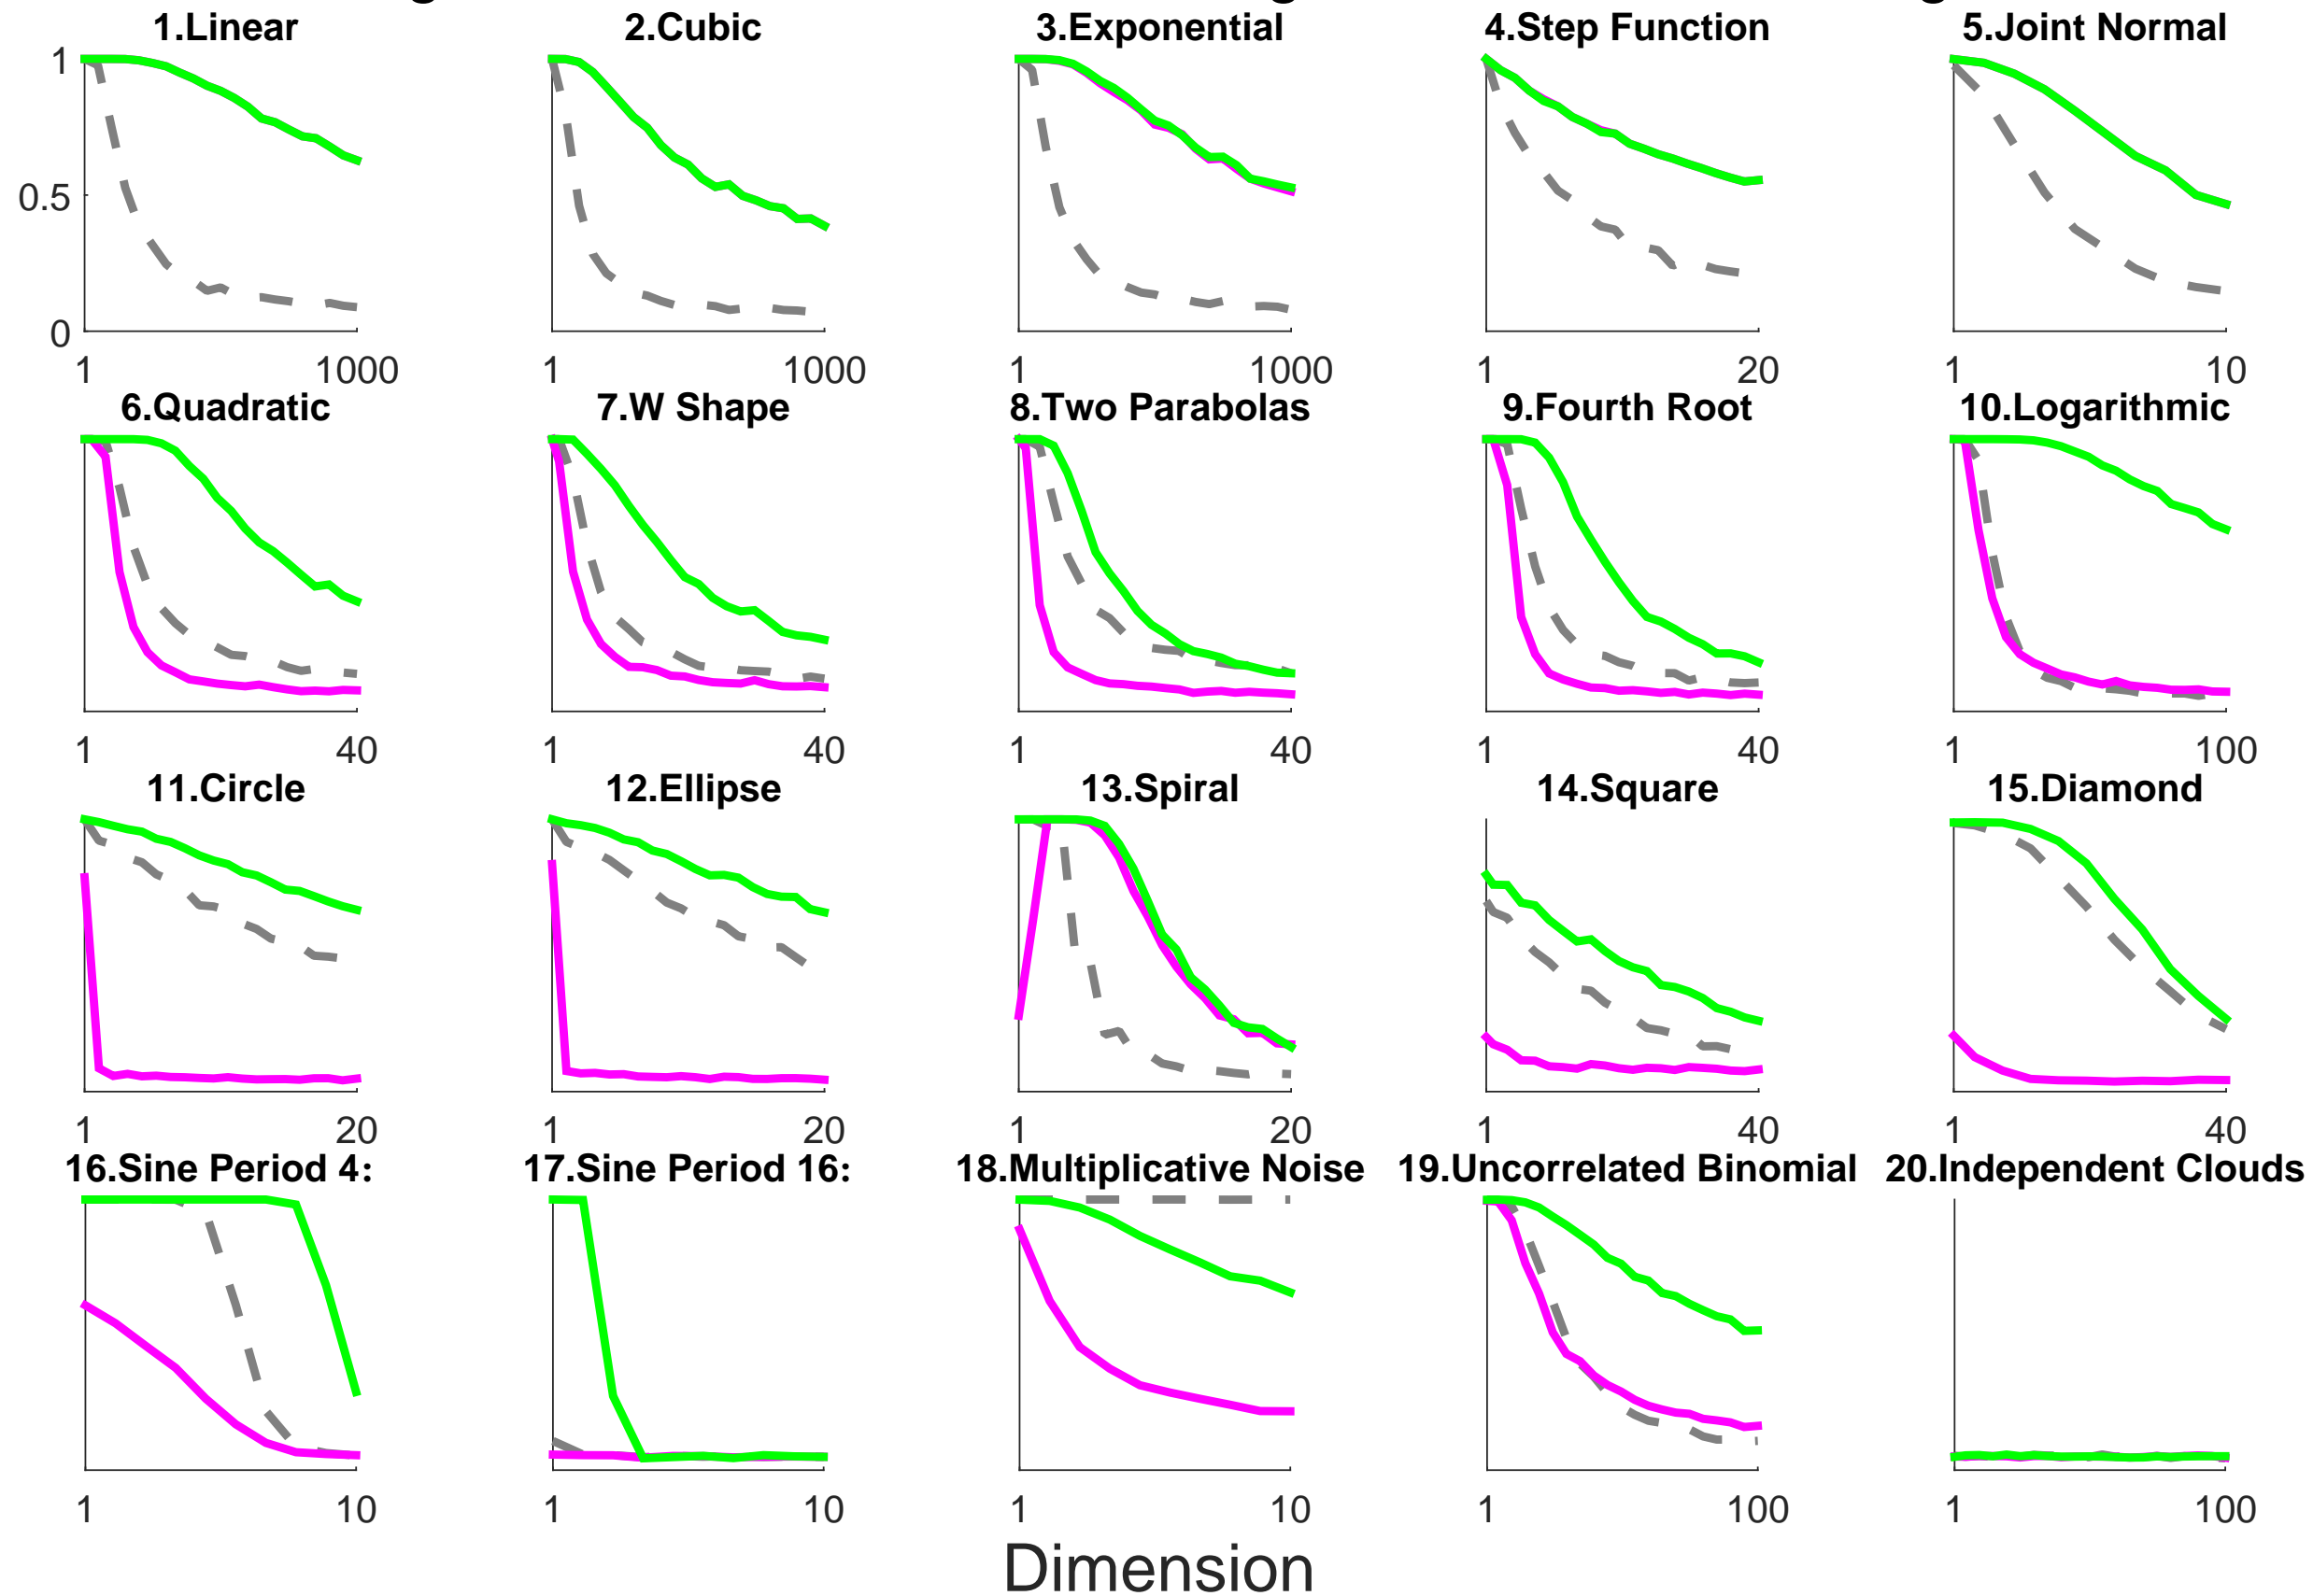 1.Linear 2.Cubic 3.Exponential 4.Step Function 5.Joint Normal
1
0.5
0
1 1000 1 1000 1 1000 1 20 1 10
6.Quadratic 7.W Shape 8.Two Parabolas 9.Fourth Root 10.Logarithmic
1 40 1 40 1 40 1 40 1 100
11.Circle 12.Ellipse 13.Spiral 14.Square 15.Diamond
1 20 1 20 1 20 1 40 1 40
16.Sine Period 4: 17.Sine Period 16: 18.Multiplicative Noise 19.Uncorrelated Binomial 20.Independent Clouds
1 10 1 10 1 10 1 100 1 100
Dimension